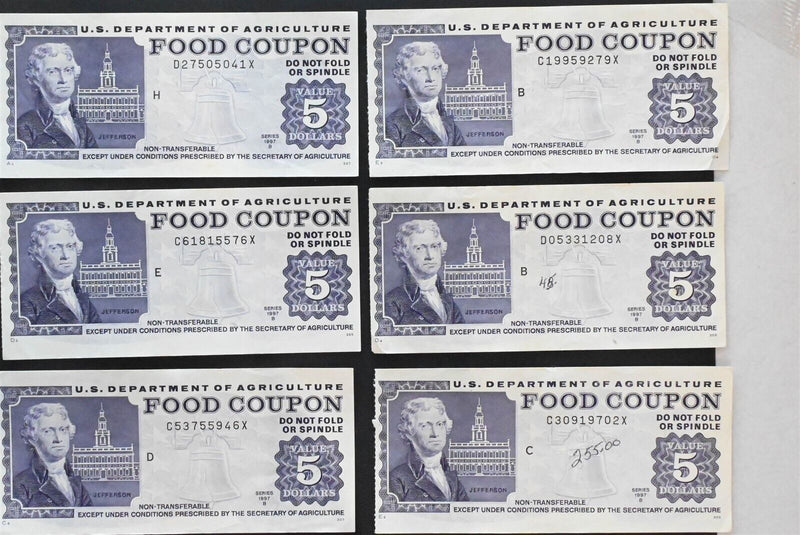 U.S. DEPARTMENT OF AGRICULTURE
FOOD COUPON
D27505041X
DO NOT FOLD
OR SPINDLE
H
VALUE
5
DOLLARS
JEFFERSON
SERIES
1997
B
NON-TRANSFERABLE
EXCEPT UNDER CONDITIONS PRESCRIBED BY THE SECRETARY OF AGRICULTURE
U.S. DEPARTMENT OF AGRICULTURE
FOOD COUPON
C19959279X
DO NOT FOLD
OR SPINDLE
B
VALUE
5
DOLLARS
JEFFERSON
SERIES
1997
B
NON-TRANSFERABLE
EXCEPT UNDER CONDITIONS PRESCRIBED BY THE SECRETARY OF AGRICULTURE
U.S. DEPARTMENT OF AGRICULTURE
FOOD COUPON
C61815576X
DO NOT FOLD
OR SPINDLE
E
VALUE
5
DOLLARS
JEFFERSON
SERIES
1997
B
NON-TRANSFERABLE
EXCEPT UNDER CONDITIONS PRESCRIBED BY THE SECRETARY OF AGRICULTURE
U.S. DEPARTMENT OF AGRICULTURE
FOOD COUPON
D05331208X
DO NOT FOLD
OR SPINDLE
B
VALUE
5
DOLLARS
JEFFERSON
SERIES
1997
B
NON-TRANSFERABLE
EXCEPT UNDER CONDITIONS PRESCRIBED BY THE SECRETARY OF AGRICULTURE
U.S. DEPARTMENT OF AGRICULTURE
FOOD COUPON
C53755946X
DO NOT FOLD
OR SPINDLE
D
VALUE
5
DOLLARS
JEFFERSON
SERIES
1997
B
NON-TRANSFERABLE
EXCEPT UNDER CONDITIONS PRESCRIBED BY THE SECRETARY OF AGRICULTURE
U.S. DEPARTMENT OF AGRICULTURE
FOOD COUPON
C30919702X
DO NOT FOLD
OR SPINDLE
C
255.00
VALUE
5
DOLLARS
JEFFERSON
SERIES
1997
B
NON-TRANSFERABLE
EXCEPT UNDER CONDITIONS PRESCRIBED BY THE SECRETARY OF AGRICULTURE